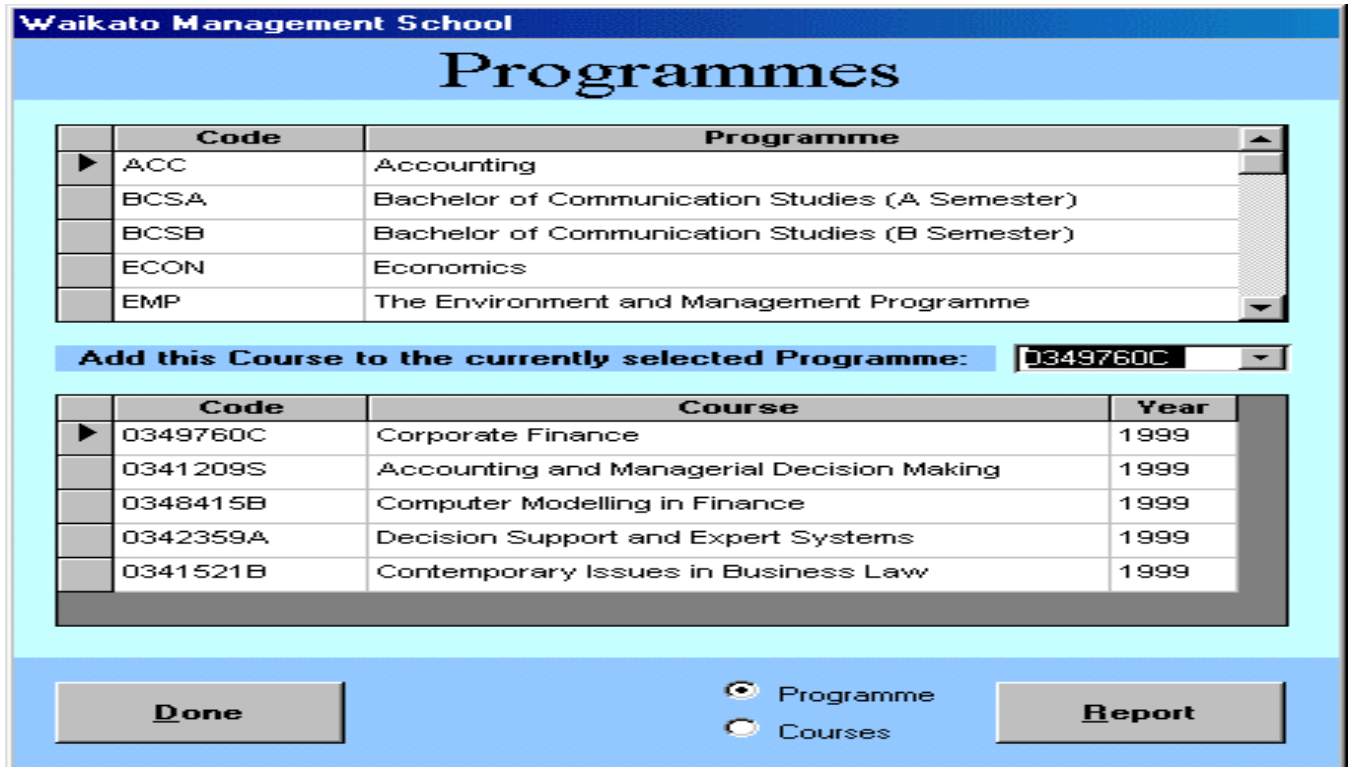 Waikato Management School
Programmes
Code Programme
ACC Accounting
BCSA Bachelor of Communication Studies (A Semester)
BCSB Bachelor of Communication Studies (B Semester)
ECON Economics
EMP The Environment and Management Programme
Add this Course to the currently selected Programme: 0349760C
Code Course Year
0349760C Corporate Finance 1999
0341209S Accounting and Managerial Decision Making 1999
0348415B Computer Modelling in Finance 1999
0342359A Decision Support and Expert Systems 1999
0341521B Contemporary Issues in Business Law 1999
Done
Programme
Courses
Report